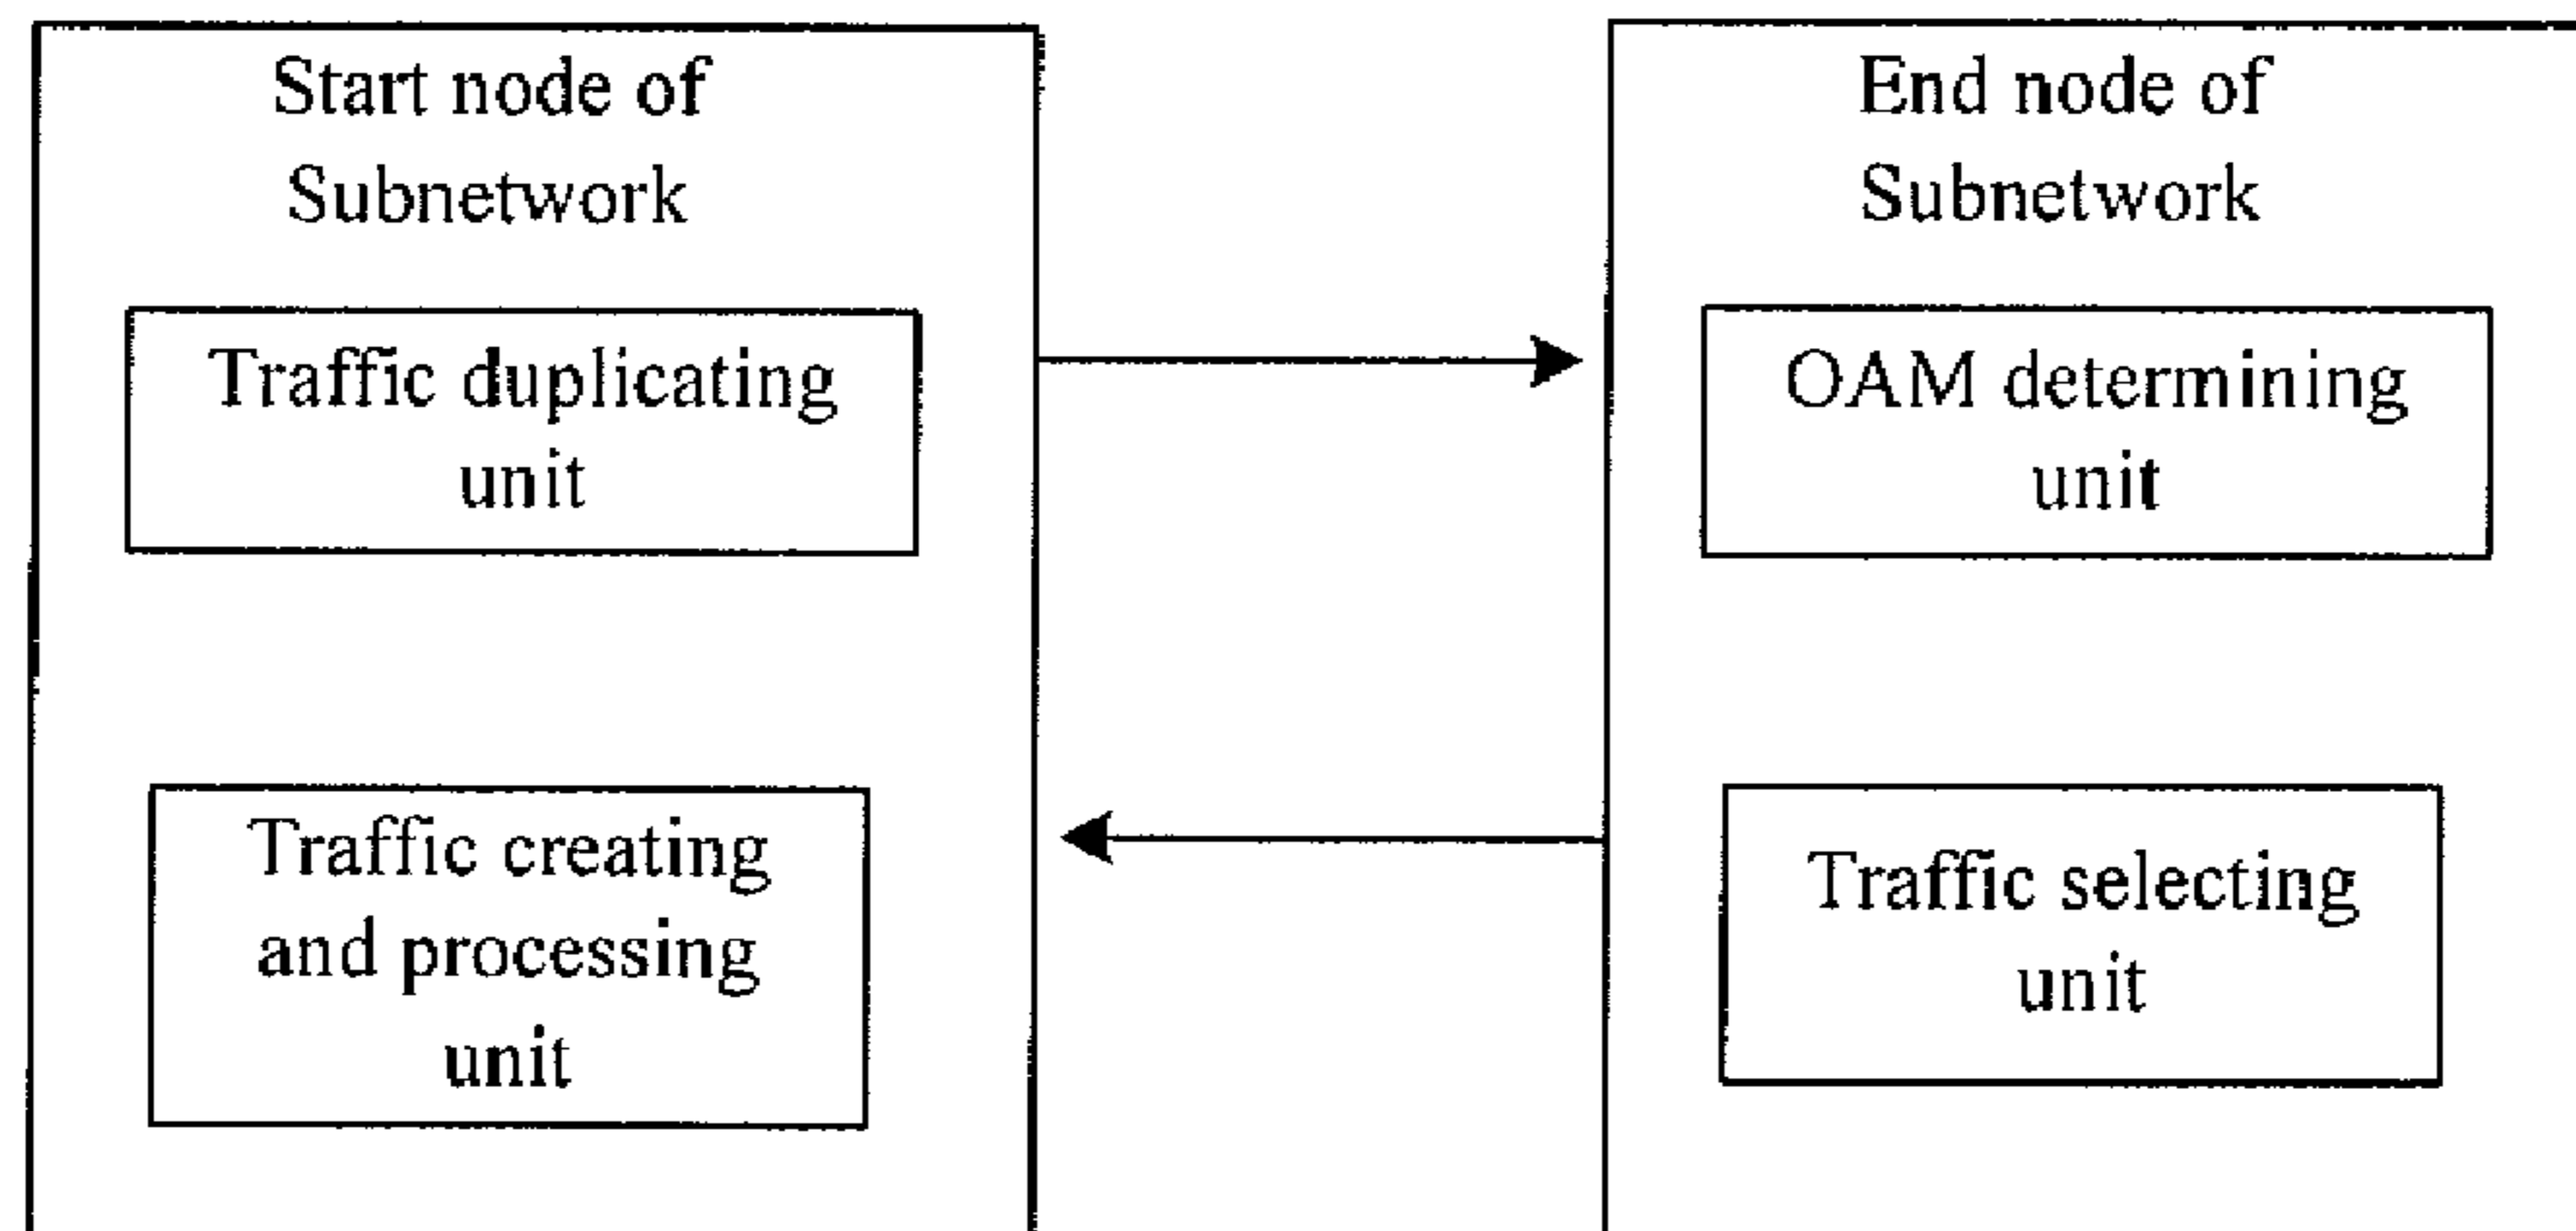 Start node of
Subnetwork
Traffic duplicating
unit
Traffic creating
and processing
unit
End node of
Subnetwork
OAM determining
unit
Traffic selecting
unit